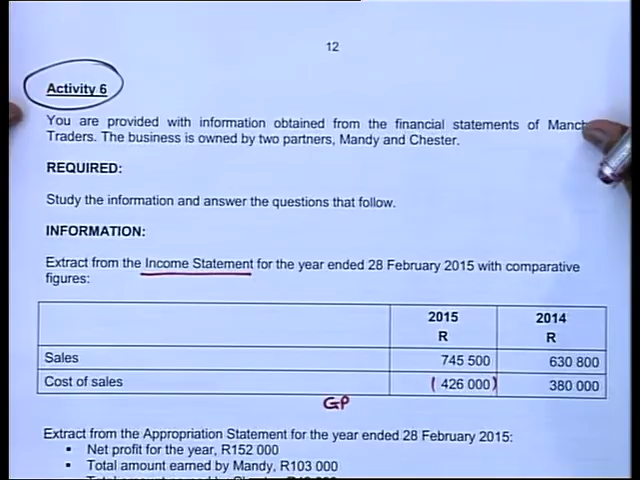 12
Activity 6
You are provided with information obtained from the financial statements of Manch
Traders. The business is owned by two partners, Mandy and Chester.
REQUIRED:
Study the information and answer the questions that follow.
INFORMATION:
Extract from the Income Statement for the year ended 28 February 2015 with comparative
figures:
2015 2014
R R
Sales 745 500 630 800
Cost of sales (426 000) 380 000
GP
Extract from the Appropriation Statement for the year ended 28 February 2015:
▪ Net profit for the year, R152 000
▪ Total amount earned by Mandy, R103 000